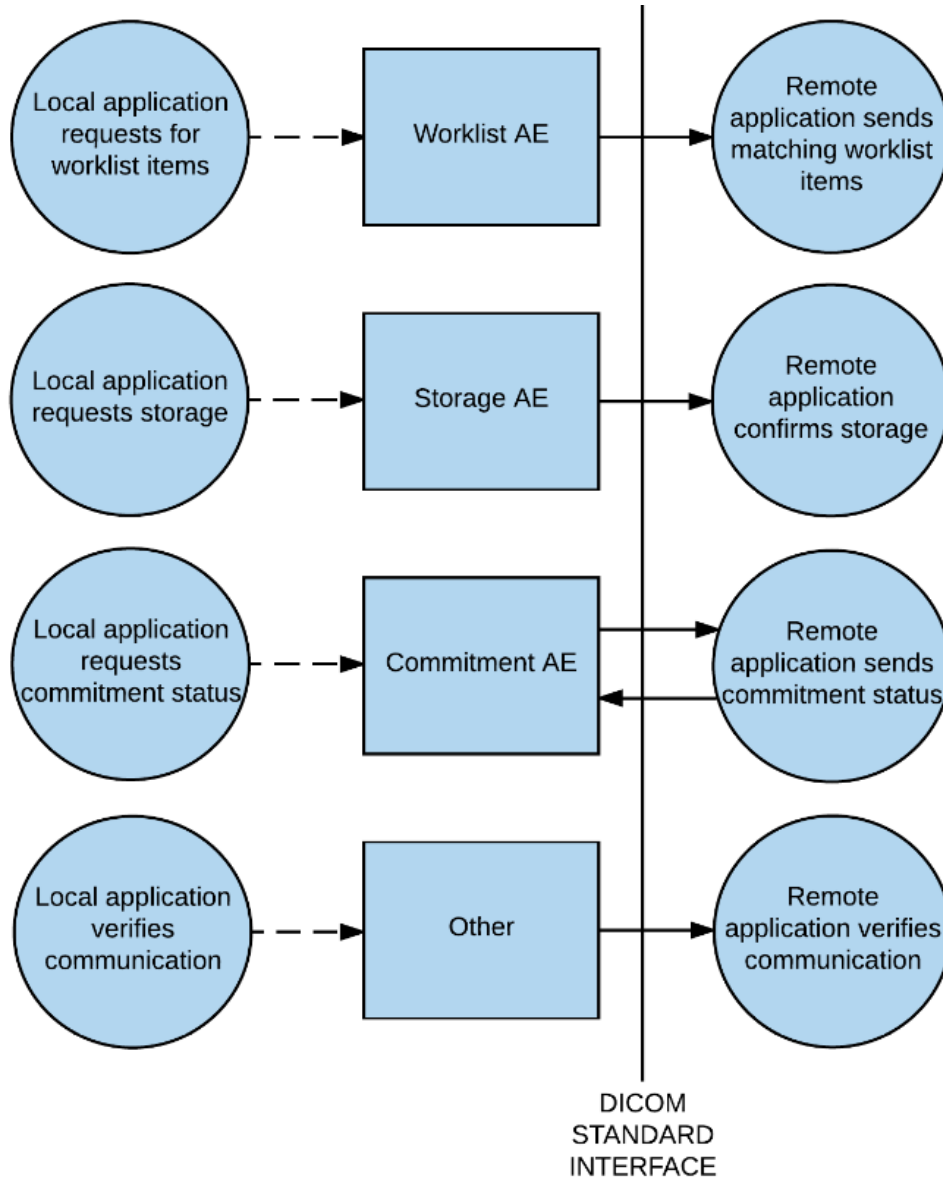 Local application
requests for
worklist items
Worklist AE
Remote
application sends
matching worklist
items
Local application
requests storage
Storage AE
Remote
application
confirms storage
Local application
requests
commitment status
Commitment AE
Remote
application sends
commitment status
Local application
verifies
communication
Other
Remote
application verifies
communication
DICOM
STANDARD
INTERFACE